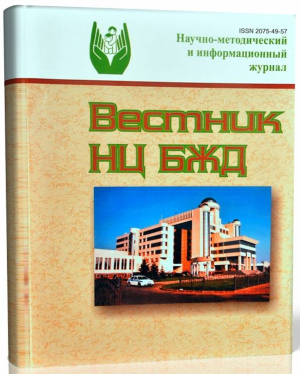 ISSN 2075-49-57
Научно-методический
и информационный
журнал
Вестник
НЦ БЖД